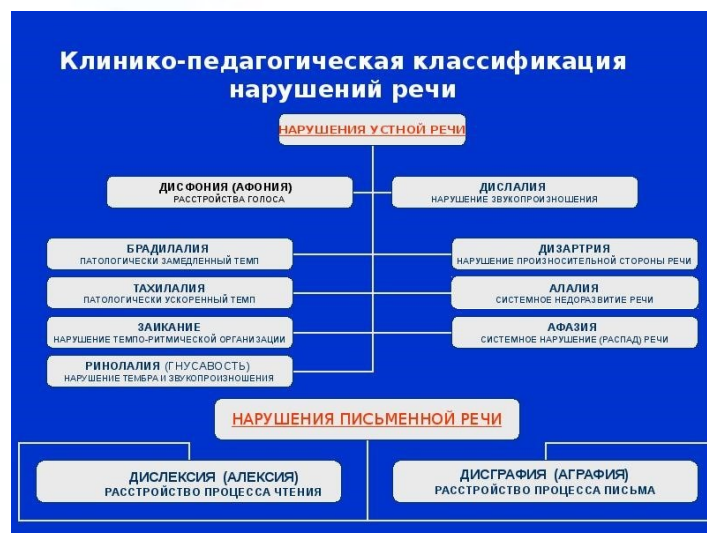 Клинико-педагогическая классификация
нарушений речи
НАРУШЕНИЯ УСТНОЙ РЕЧИ
ДИСФОНИЯ (АФОНИЯ)
РАССТРОЙСТВА ГОЛОСА
ДИСЛАЛИЯ
НАРУШЕНИЕ ЗВУКОПРОИЗНОШЕНИЯ
БРАДИЛАЛИЯ
ПАТОЛОГИЧЕСКИ ЗАМЕДЛЕННЫЙ ТЕМП
ДИЗАРТРИЯ
НАРУШЕНИЕ ПРОИЗНОСИТЕЛЬНОЙ СТОРОНЫ РЕЧИ
ТАХИЛАЛИЯ
ПАТОЛОГИЧЕСКИ УСКОРЕННЫЙ ТЕМП
АЛАЛИЯ
СИСТЕМНОЕ НЕДОРАЗВИТИЕ РЕЧИ
ЗАИКАНИЕ
НАРУШЕНИЕ ТЕМПО-РИТМИЧЕСКОЙ ОРГАНИЗАЦИИ
АФАЗИЯ
СИСТЕМНОЕ НАРУШЕНИЕ (РАСПАД) РЕЧИ
РИНОЛАЛИЯ (ГНУСАВОСТЬ)
НАРУШЕНИЕ ТЕМБРА И ЗВУКОПРОИЗНОШЕНИЯ
НАРУШЕНИЯ ПИСЬМЕННОЙ РЕЧИ
ДИСЛЕКСИЯ (АЛЕКСИЯ)
РАССТРОЙСТВО ПРОЦЕССА ЧТЕНИЯ
ДИСГРАФИЯ (АГРАФИЯ)
РАССТРОЙСТВО ПРОЦЕССА ПИСЬМА